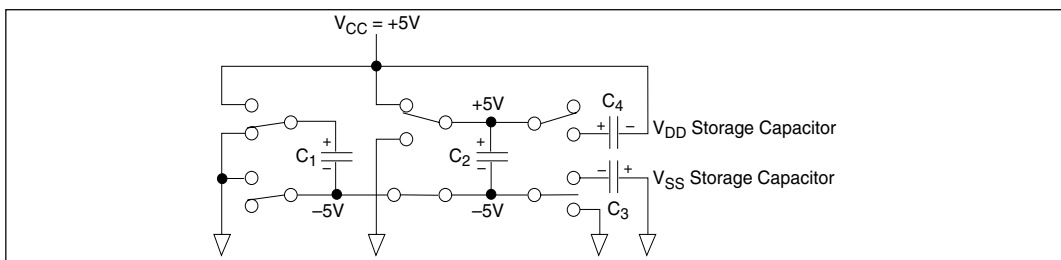 V_CC = +5V
+5V
C_4
+ −
V_DD Storage Capacitor
+
C_1
−
+
C_2
−
− +
V_SS Storage Capacitor
C_3
–5V
–5V